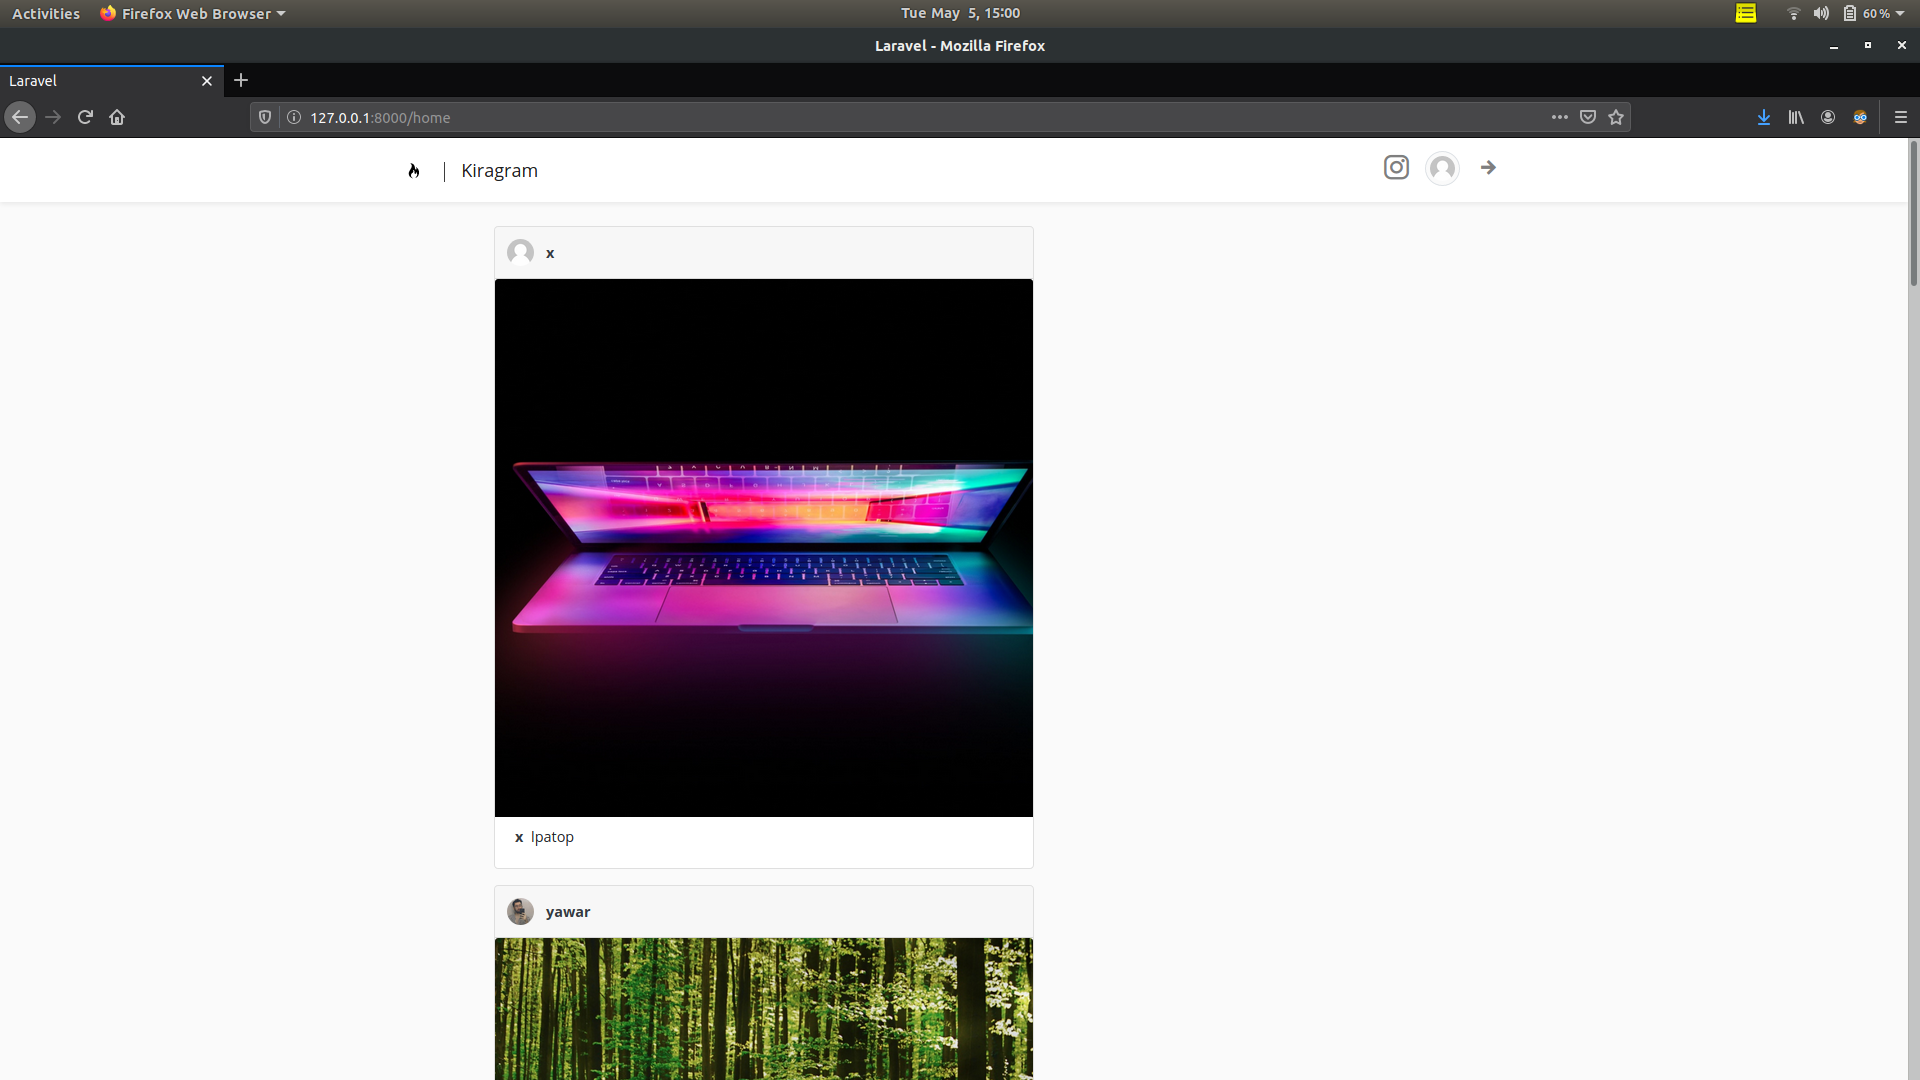 Activities Firefox Web Browser Tue May 5, 15:00 60 %
Laravel - Mozilla Firefox
Laravel
127.0.0.1:8000/home
Kiragram
x
x lpatop
yawar